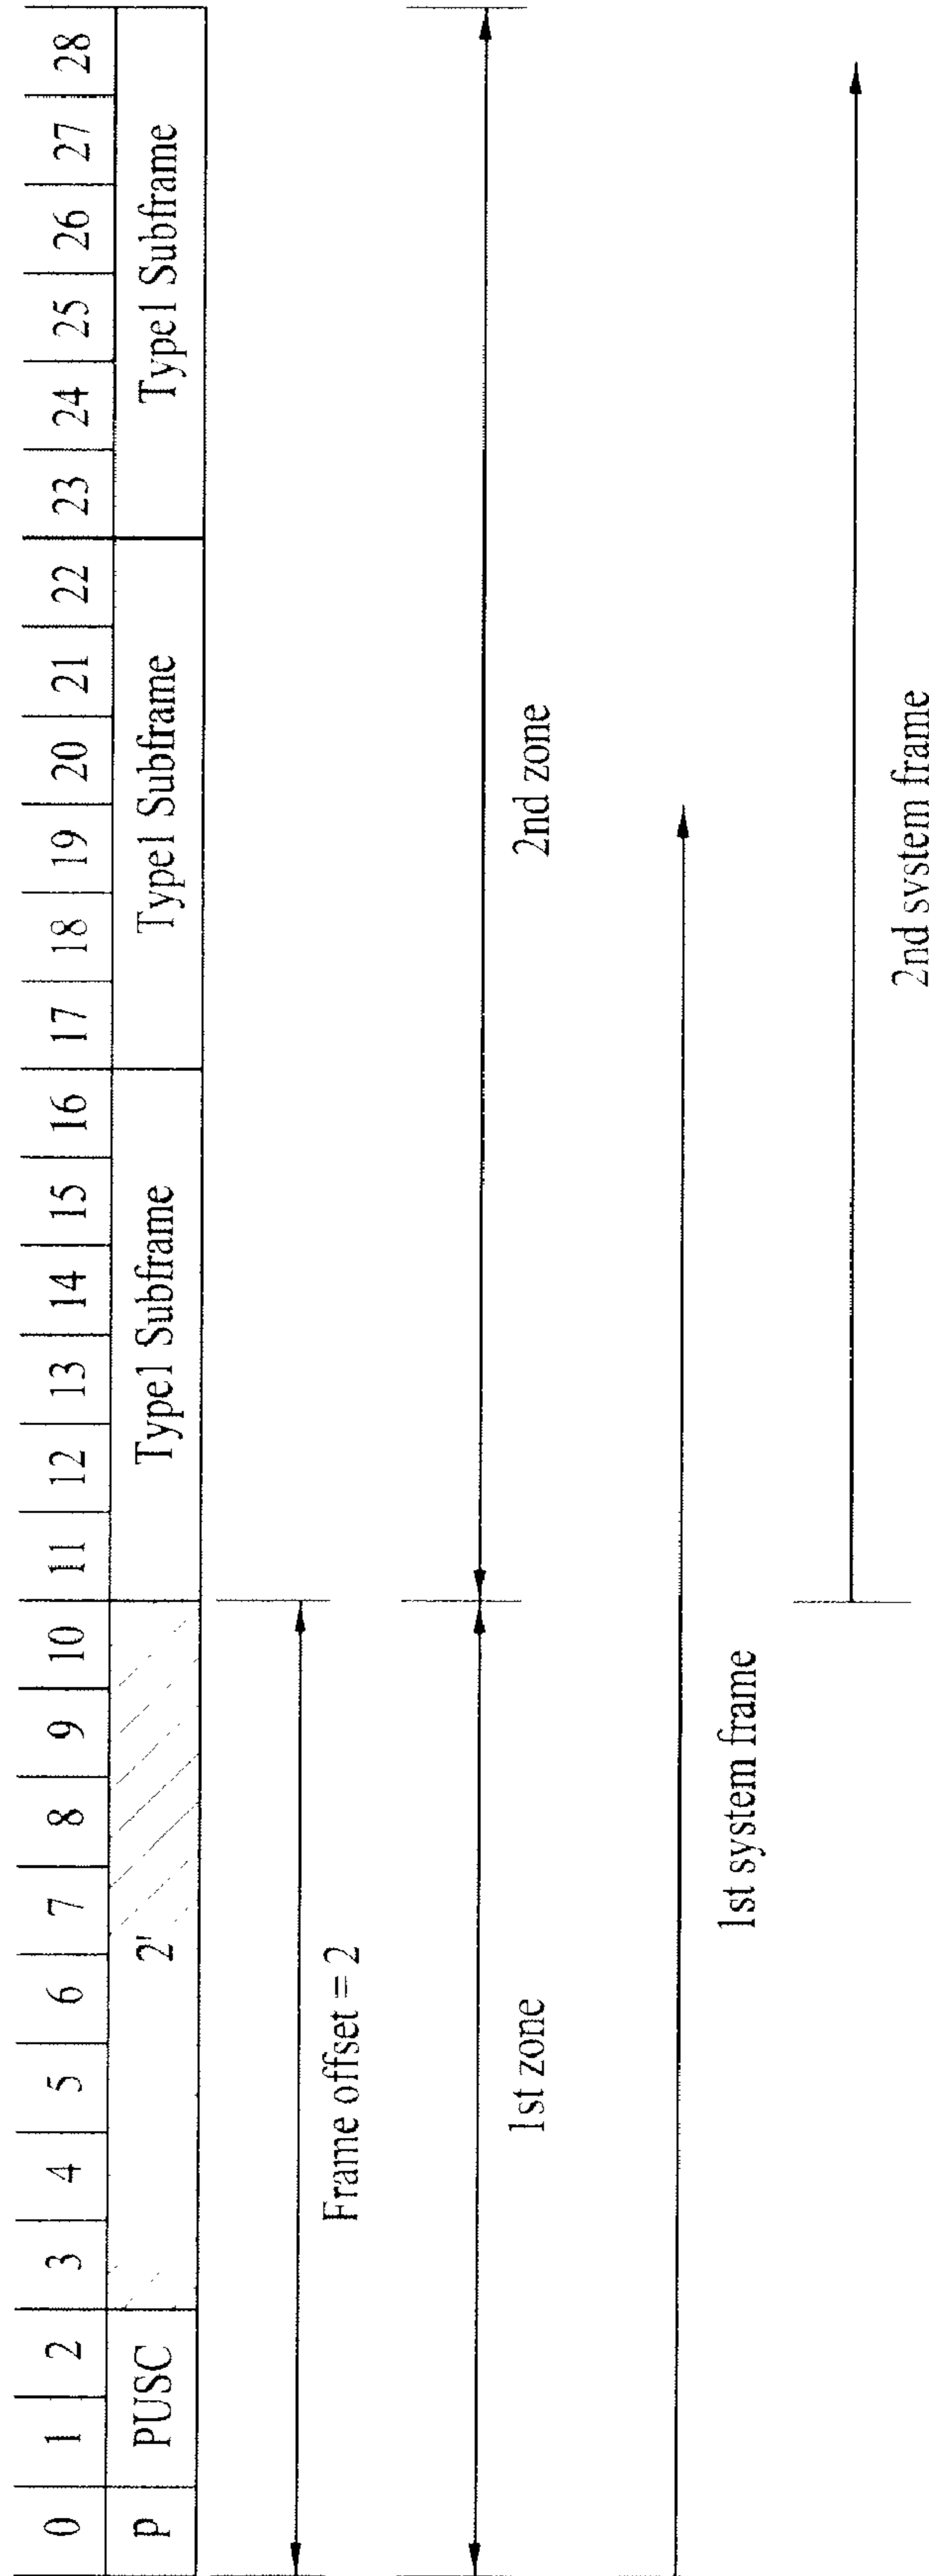 0 1 2 3 4 5 6 7 8 9 10 11 12 13 14 15 16 17 18 19 20 21 22 23 24 25 26 27 28
P PUSC 2' Type1 Subframe Type1 Subframe Type1 Subframe
Frame offset = 2
1st zone 2nd zone
1st system frame
2nd system frame